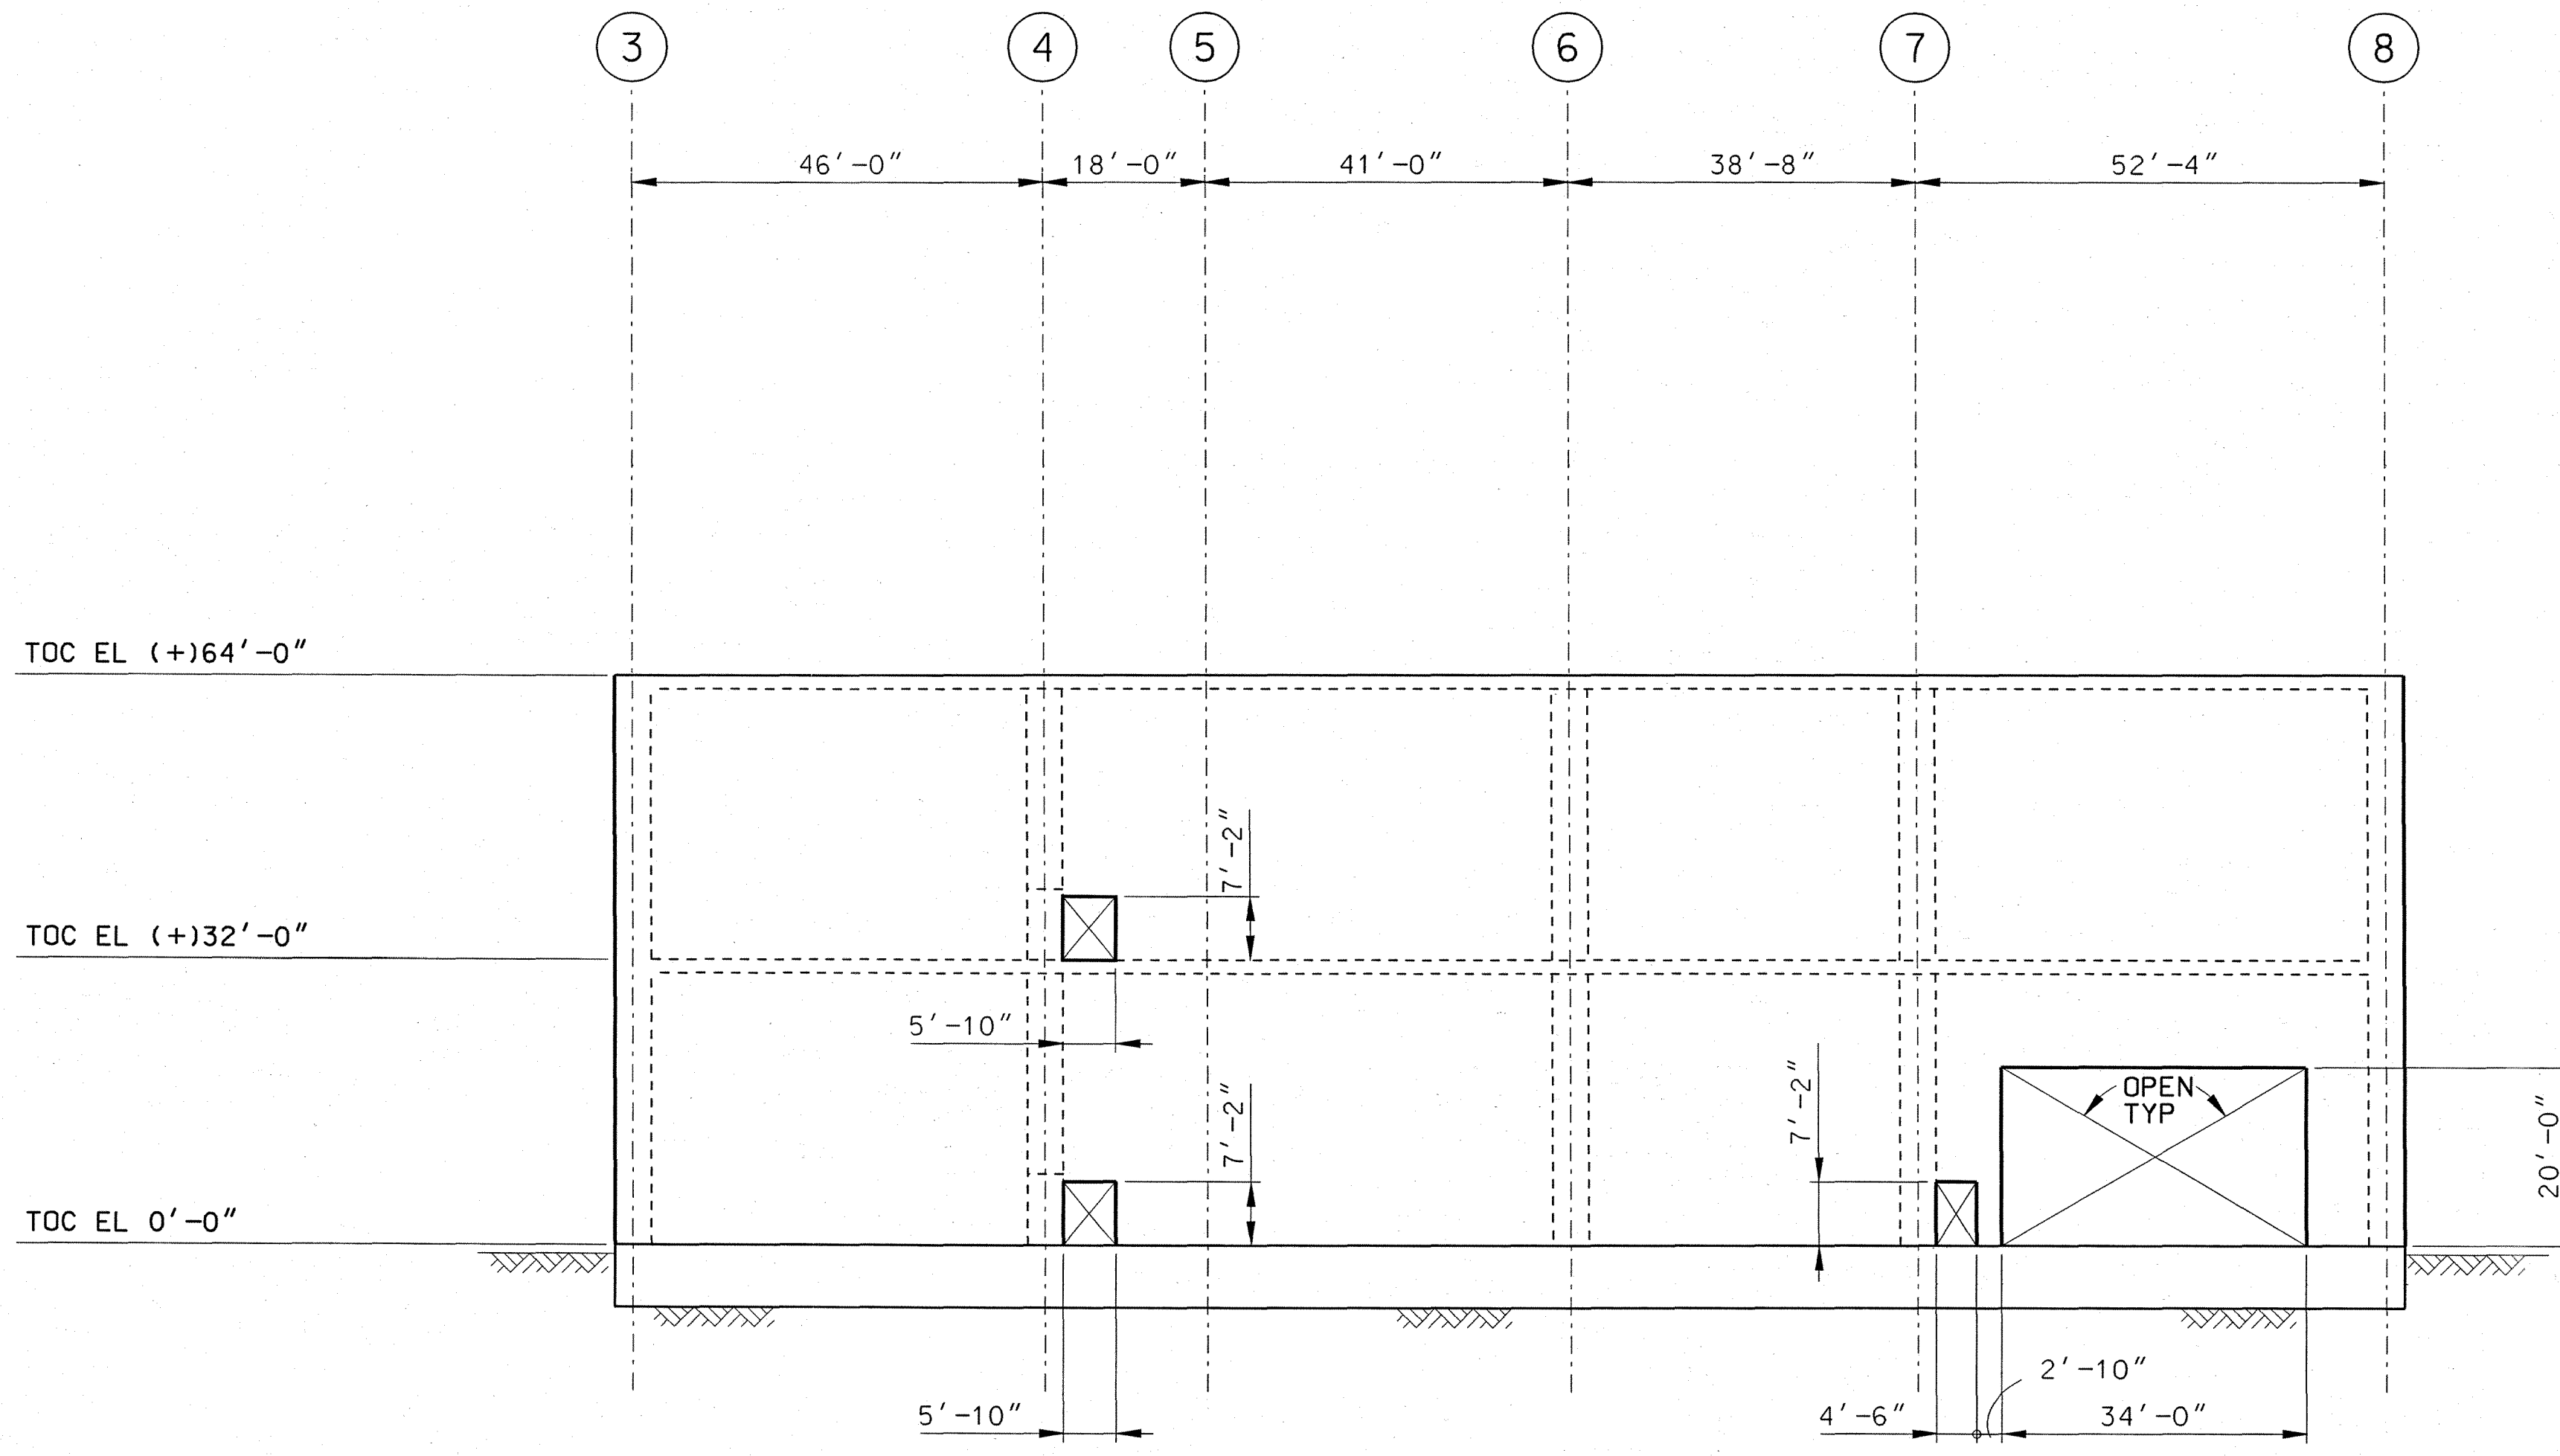 3 4 5 6 7 8
46'-0" 18'-0" 41'-0" 38'-8" 52'-4"
TOC EL (+)64'-0"
7'-2"
TOC EL (+)32'-0"
5'-10"
7'-2"
7'-2"
OPEN
TYP
20'-0"
TOC EL 0'-0"
2'-10"
5'-10" 4'-6" 34'-0"